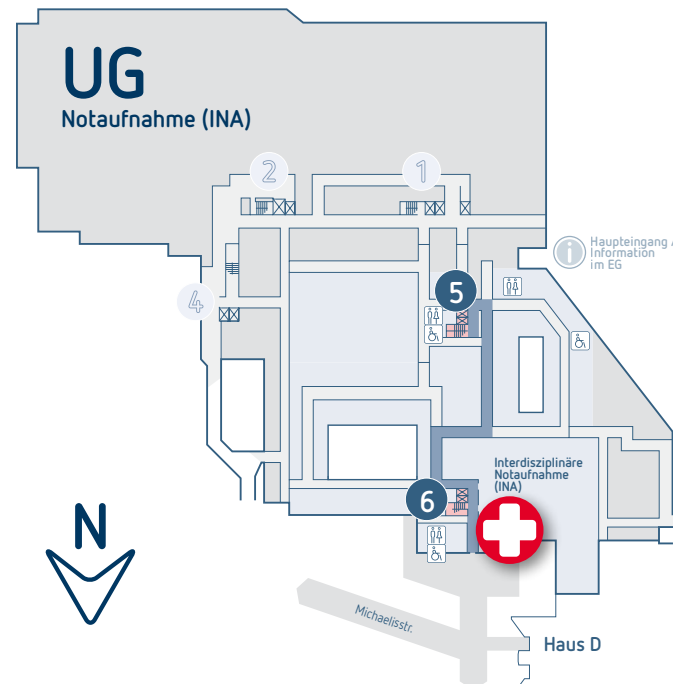 UG
Notaufnahme (INA)
2
1
i
Haupteingang /
Information
im EG
5
4
Interdisziplinäre
Notaufnahme
(INA)
6
N
Michaelisstr.
Haus D